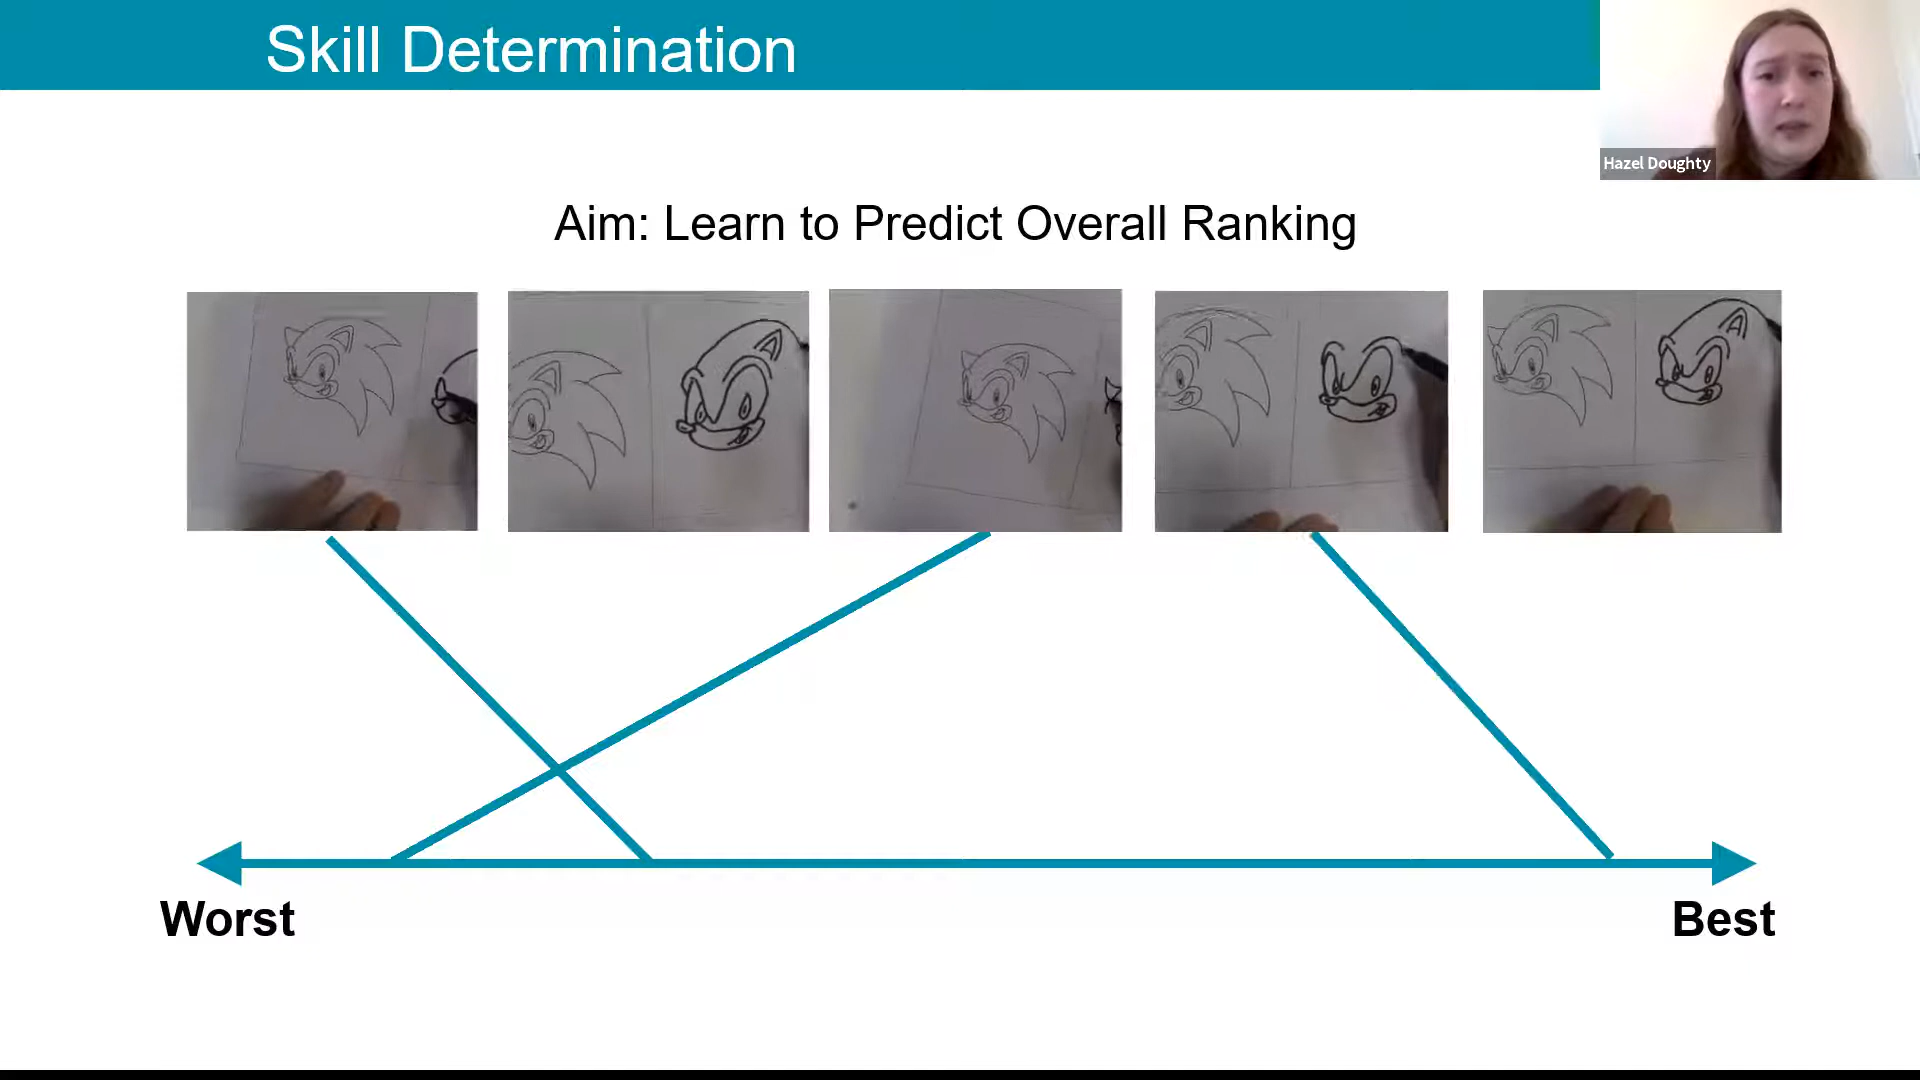 Skill Determination
Hazel Doughty
Aim: Learn to Predict Overall Ranking
Worst
Best